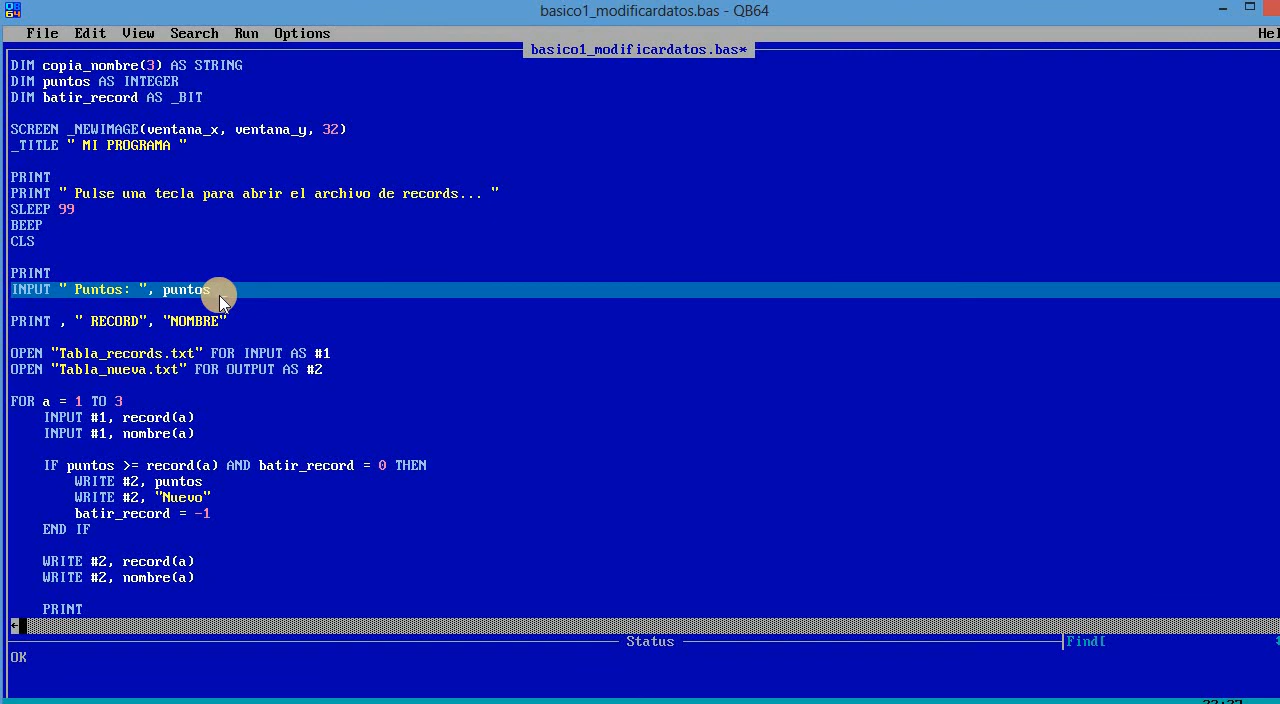 basico1_modificardatos.bas - QB64
File Edit View Search Run Options Hel
basico1_modificardatos.bas*
DIM copia_nombre(3) AS STRING
DIM puntos AS INTEGER
DIM batir_record AS _BIT
SCREEN _NEWIMAGE(ventana_x, ventana_y, 32)
_TITLE " MI PROGRAMA "
PRINT
PRINT " Pulse una tecla para abrir el archivo de records... "
SLEEP 99
BEEP
CLS
PRINT
INPUT " Puntos: ", puntos
PRINT , " RECORD", "NOMBRE"
OPEN "Tabla_records.txt" FOR INPUT AS #1
OPEN "Tabla_nueva.txt" FOR OUTPUT AS #2
FOR a = 1 TO 3
INPUT #1, record(a)
INPUT #1, nombre(a)
IF puntos >= record(a) AND batir_record = 0 THEN
WRITE #2, puntos
WRITE #2, "Nuevo"
batir_record = -1
END IF
WRITE #2, record(a)
WRITE #2, nombre(a)
PRINT
Status
Find[
OK